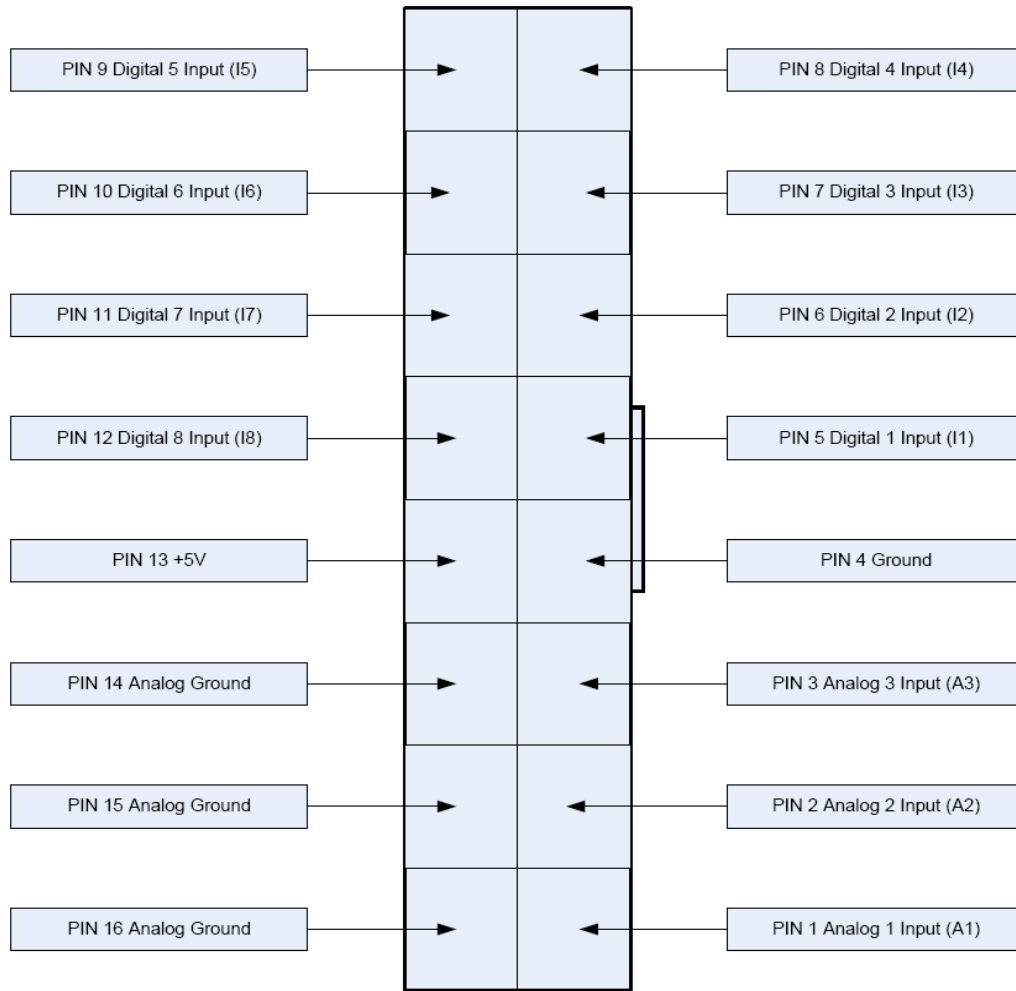 PIN 9 Digital 5 Input (I5)
PIN 8 Digital 4 Input (I4)
PIN 10 Digital 6 Input (I6)
PIN 7 Digital 3 Input (I3)
PIN 11 Digital 7 Input (I7)
PIN 6 Digital 2 Input (I2)
PIN 12 Digital 8 Input (I8)
PIN 5 Digital 1 Input (I1)
PIN 13 +5V
PIN 4 Ground
PIN 14 Analog Ground
PIN 3 Analog 3 Input (A3)
PIN 15 Analog Ground
PIN 2 Analog 2 Input (A2)
PIN 16 Analog Ground
PIN 1 Analog 1 Input (A1)